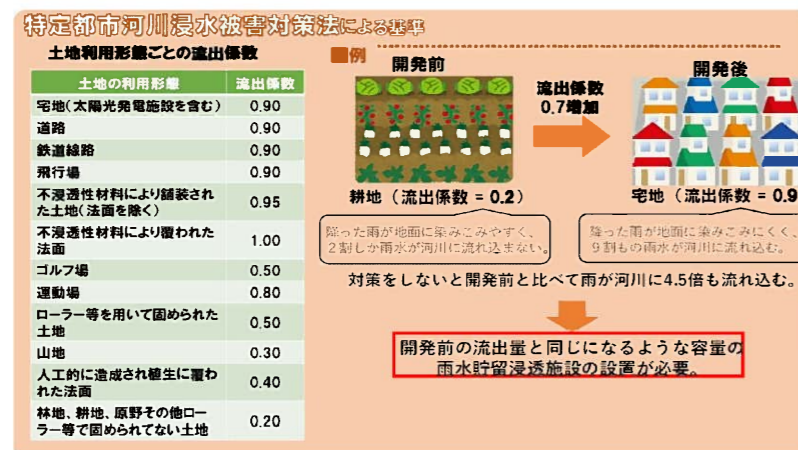 特定都市河川浸水被害対策法による基準
土地利用形態ごとの流出係数
土地の利用形態 流出係数
宅地(太陽光発電施設を含む) 0.90
道路 0.90
鉄道線路 0.90
飛行場 0.90
不浸透性材料により舗装され
た土地(法面を除く) 0.95
不浸透性材料により覆われた
法面 1.00
ゴルフ場 0.50
運動場 0.80
ローラー等を用いて固められた
土地 0.50
山地 0.30
人工的に造成され植生に覆わ
れた法面 0.40
林地、耕地、原野その他ロー
ラー等で固められてない土地 0.20
■例
開発前
流出係数
0.7増加
開発後
耕地(流出係数 = 0.2)
宅地(流出係数 = 0.9
降った雨が地面に染みこみやすく、
2割しか雨水が河川に流れ込まない。
降った雨が地面に染みこみにくく、
9割もの雨水が河川に流れ込む。
対策をしないと開発前と比べて雨が河川に4.5倍も流れ込む。
開発前の流出量と同じになるような容量の
雨水貯留浸透施設の設置が必要。